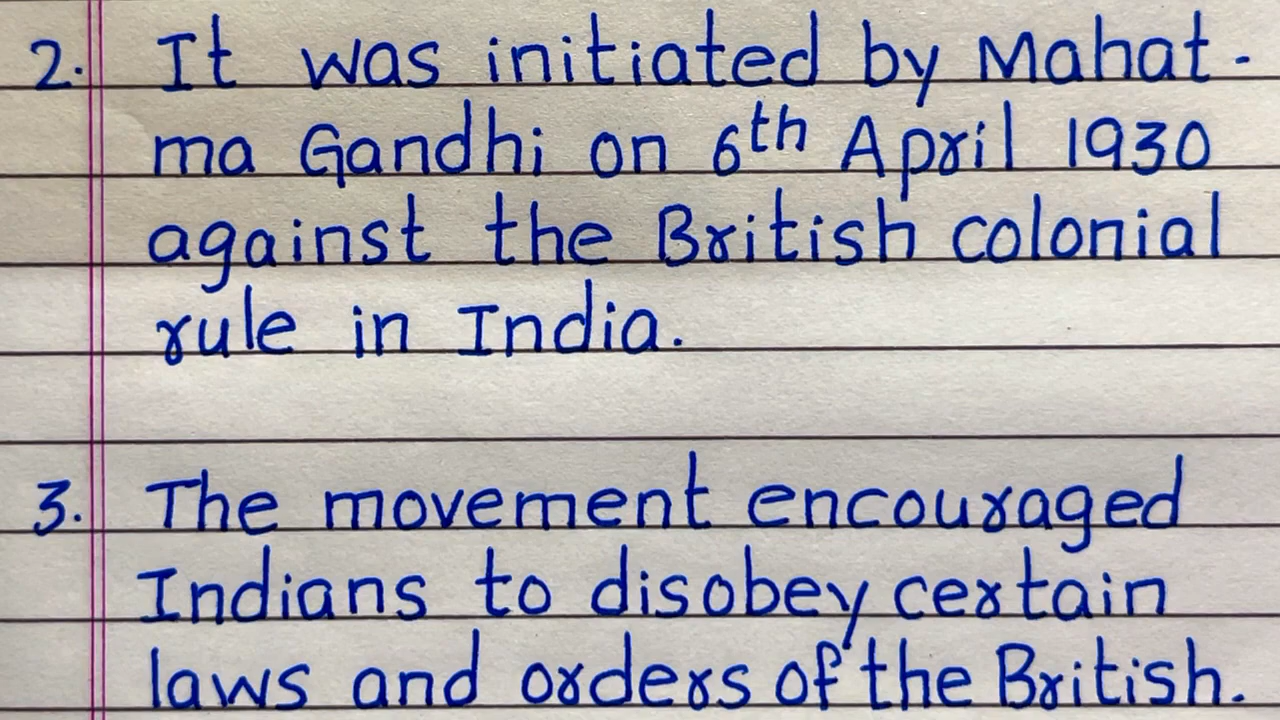 2. It was initiated by Mahat-
ma Gandhi on 6th April 1930
against the British colonial
rule in India.
3. The movement encouraged
Indians to disobey certain
laws and orders of the British.